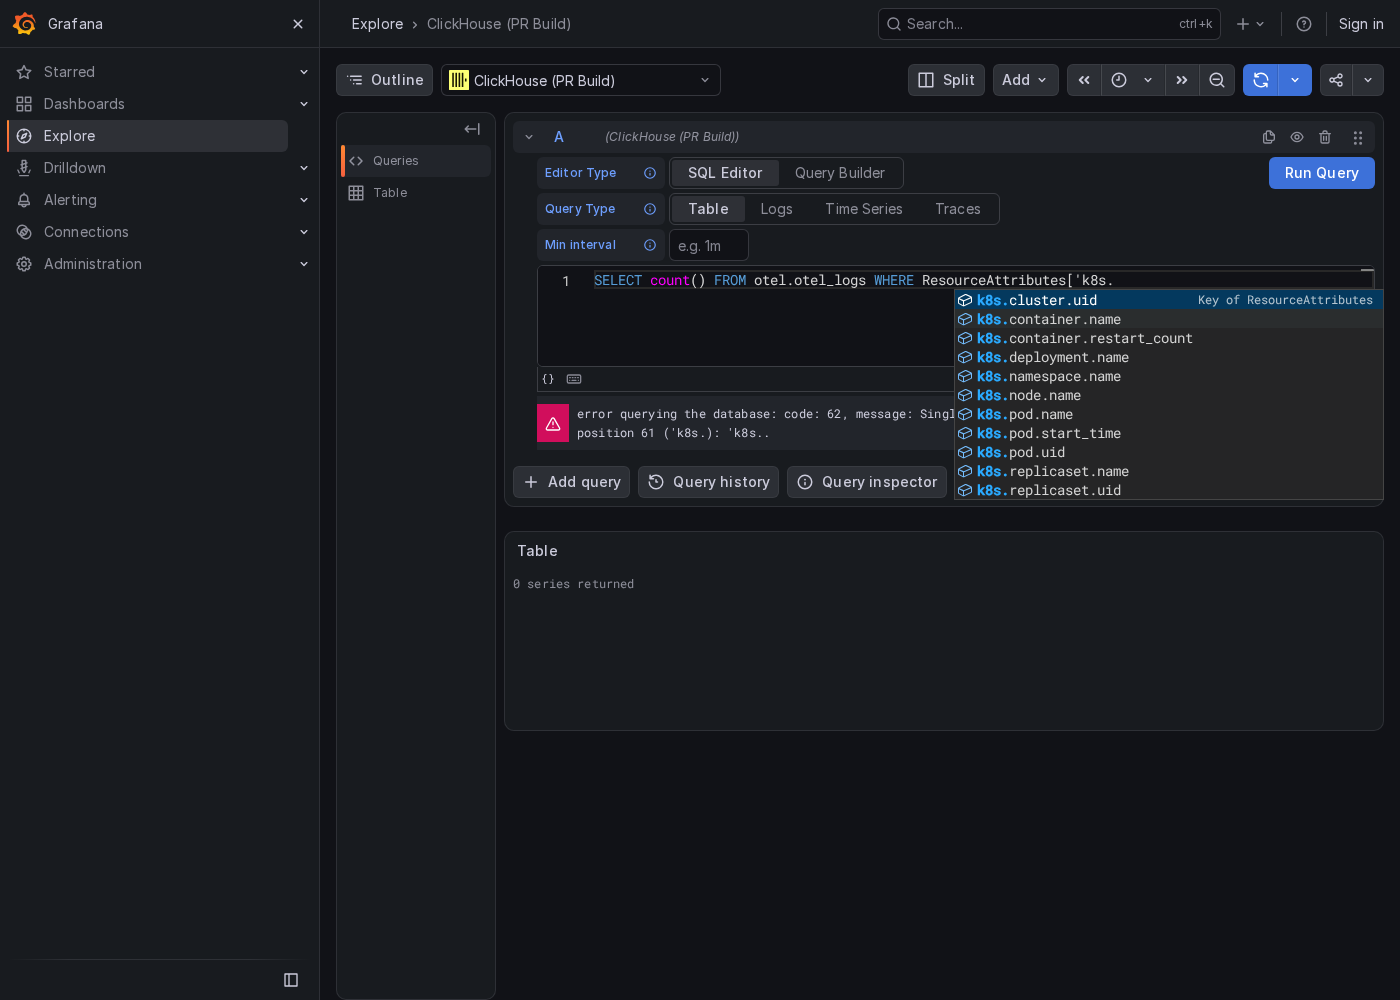 Grafana
Explore › ClickHouse (PR Build)
Search...
ctrl+k
Sign in
Starred
Dashboards
Explore
Drilldown
Alerting
Connections
Administration
Outline
ClickHouse (PR Build)
Split
Add
Queries
Table
A
(ClickHouse (PR Build))
Editor Type
SQL Editor
Query Builder
Run Query
Query Type
Table
Logs
Time Series
Traces
Min interval
e.g. 1m
1
SELECT count() FROM otel.otel_logs WHERE ResourceAttributes['k8s.
k8s.cluster.uid
Key of ResourceAttributes
k8s.container.name
k8s.container.restart_count
k8s.deployment.name
k8s.namespace.name
k8s.node.name
k8s.pod.name
k8s.pod.start_time
k8s.pod.uid
k8s.replicaset.name
k8s.replicaset.uid
{}
error querying the database: code: 62, message: Singl
position 61 ('k8s.): 'k8s..
Add query
Query history
Query inspector
Table
0 series returned